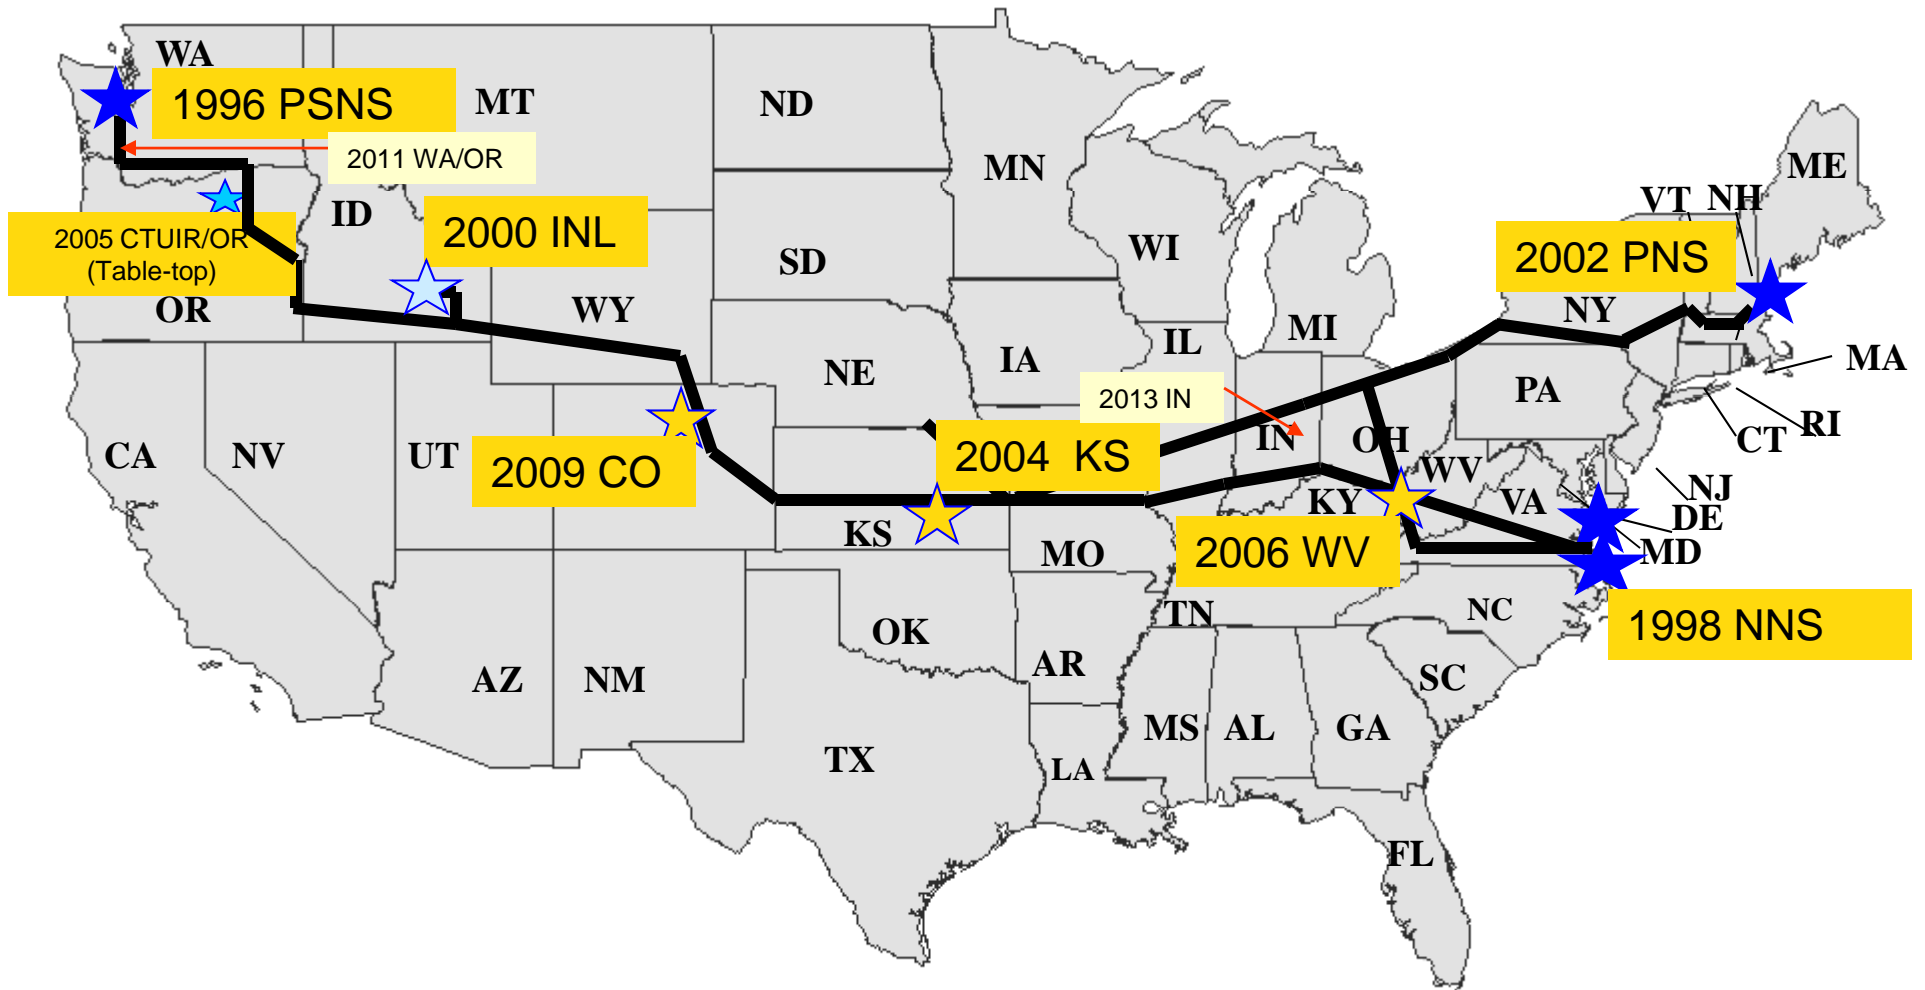 WA
1996 PSNS
MT
ND
MN
ME
2011 WA/OR
VT
NH
ID
2000 INL
2005 CTUIR/OR
(Table-top)
WI
2002 PNS
SD
OR
WY
NY
MI
IL
IA
NE
MA
2013 IN
PA
RI
CT
CA
NV
UT
2009 CO
2004 KS
IN
OH
WV
NJ
VA
KY
DE
KS
MO
2006 WV
MD
TN
NC
1998 NNS
OK
AR
AZ
NM
SC
MS
AL
GA
TX
LA
FL